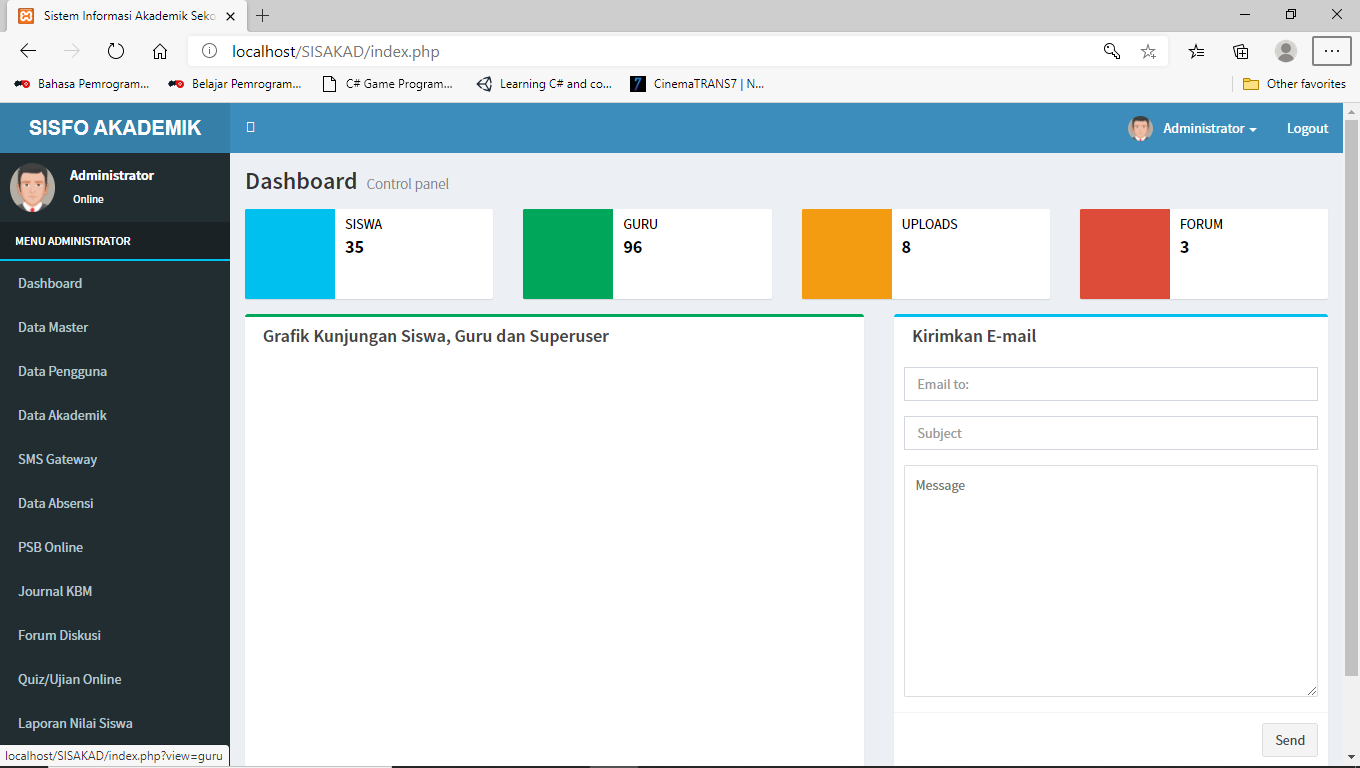 Sistem Informasi Akademik Seko
localhost/SISAKAD/index.php
Bahasa Pemrogram...
Belajar Pemrogram...
C# Game Program...
Learning C# and co...
CinemaTRANS7 | N...
Other favorites
SISFO AKADEMIK
Administrator
Logout
Administrator
Online
MENU ADMINISTRATOR
Dashboard
Data Master
Data Pengguna
Data Akademik
SMS Gateway
Data Absensi
PSB Online
Journal KBM
Forum Diskusi
Quiz/Ujian Online
Laporan Nilai Siswa
localhost/SISAKAD/index.php?view=guru
Dashboard Control panel
SISWA
35
GURU
96
UPLOADS
8
FORUM
3
Grafik Kunjungan Siswa, Guru dan Superuser
Kirimkan E-mail
Email to:
Subject
Message
Send